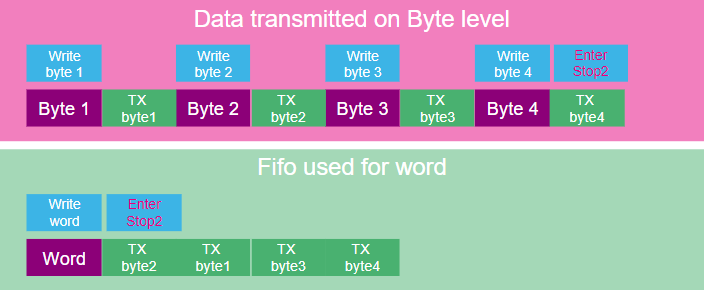 Data transmitted on Byte level
Write
byte 1
Write
byte 2
Write
byte 3
Write
byte 4
Enter
Stop2
Byte 1
TX
byte1
Byte 2
TX
byte2
Byte 3
TX
byte3
Byte 4
TX
byte4
Fifo used for word
Write
word
Enter
Stop2
Word
TX
byte2
TX
byte1
TX
byte3
TX
byte4